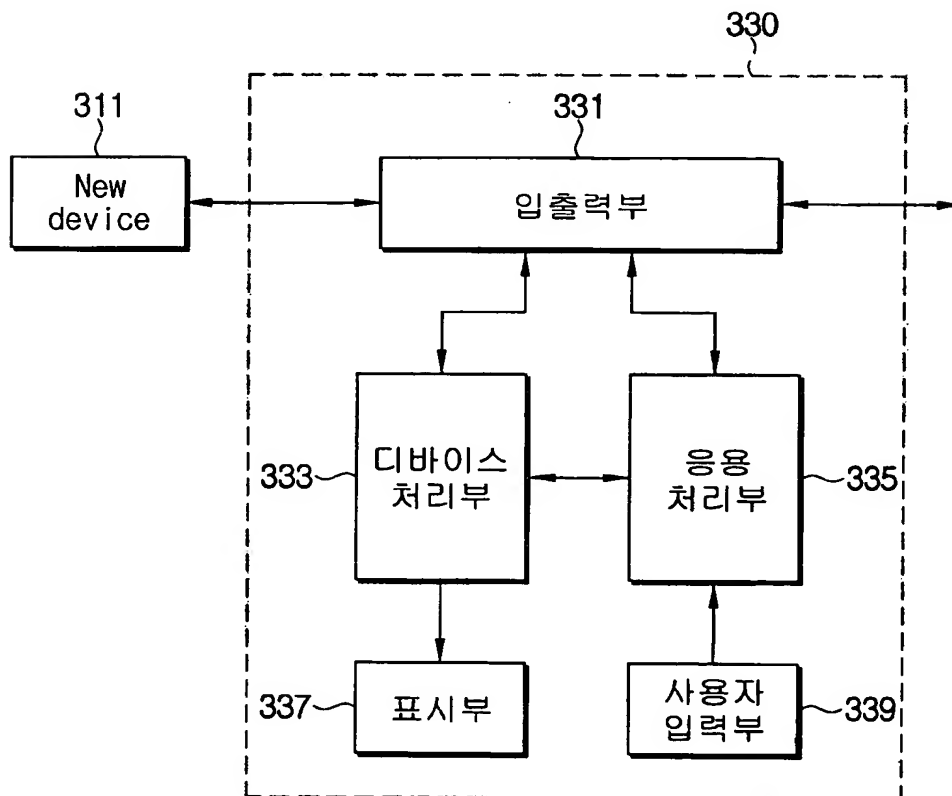 330
311
331
New
device
입출력부
333
디바이스
처리부
응용
처리부
335
337
표시부
사용자
입력부
339